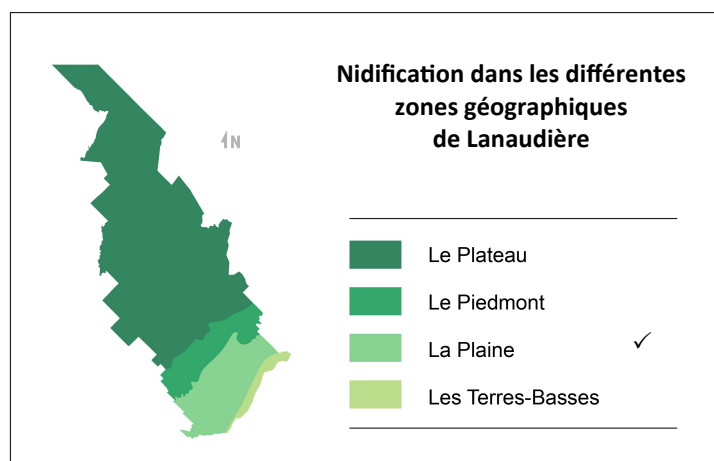 Nidification dans les différentes
zones géographiques
de Lanaudière
N
Le Plateau
Le Piedmont
La Plaine ✓
Les Terres-Basses